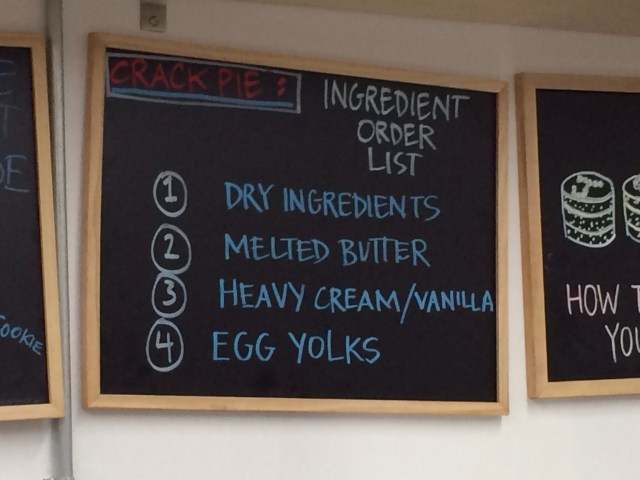 CRACK PIE :
INGREDIENT
ORDER
LIST
1 DRY INGREDIENTS
2 MELTED BUTTER
3 HEAVY CREAM/VANILLA
4 EGG YOLKS
COOKIE
HOW
YOU